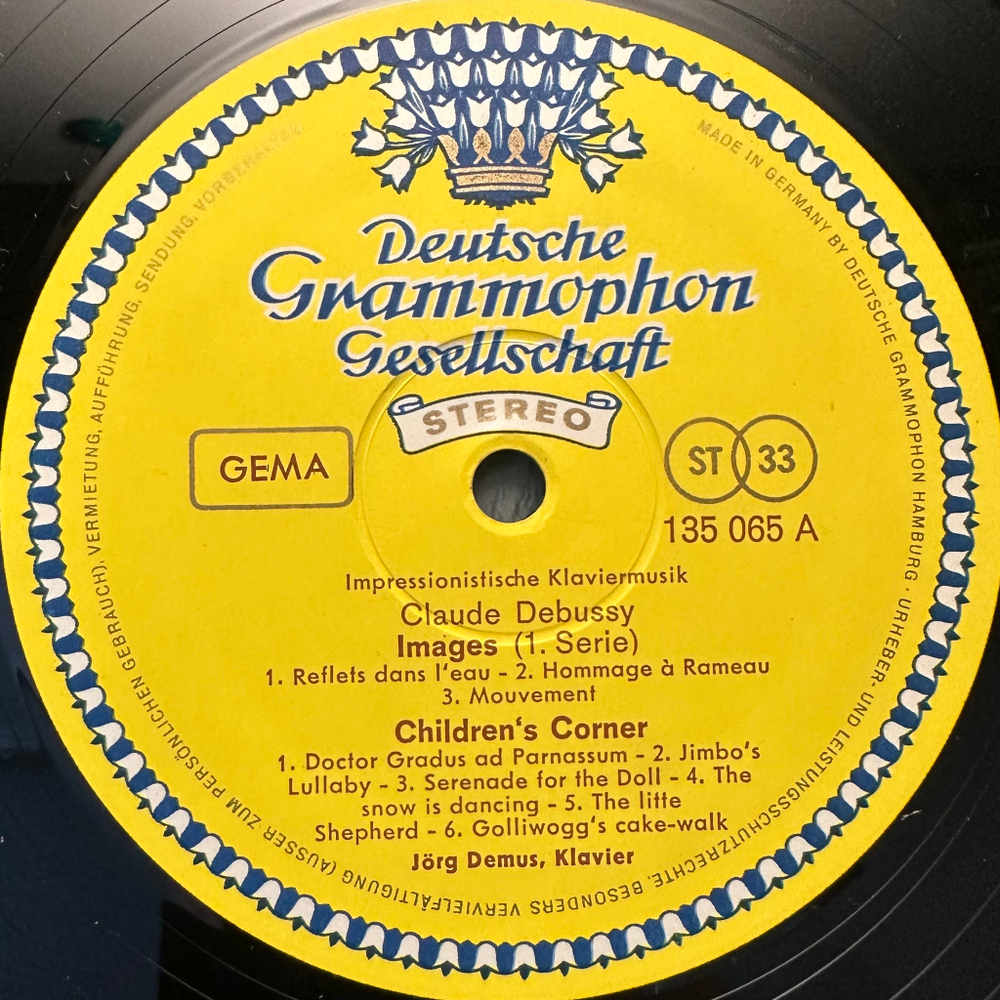 Deutsche
Grammophon
Gesellschaft
STEREO
GEMA
ST 33
135 065 A
Impressionistische Klaviermusik
Claude Debussy
Images (1. Serie)
1. Reflets dans l'eau - 2. Hommage à Rameau
3. Mouvement
Children's Corner
1. Doctor Gradus ad Parnassum - 2. Jimbo's
Lullaby - 3. Serenade for the Doll - 4. The
snow is dancing - 5. The litte
Shepherd - 6. Golliwogg's cake-walk
Jörg Demus, Klavier
MADE IN GERMANY BY DEUTSCHE GRAMMOPHON HAMBURG · URHEBER- UND LEISTUNGSSCHUTZRECHTE, BESONDERS VERVIELFÄLTIGUNG (AUSSER ZUM PERSÖNLICHEN GEBRAUCH), VERMIETUNG, AUFFÜHRUNG, SENDUNG,